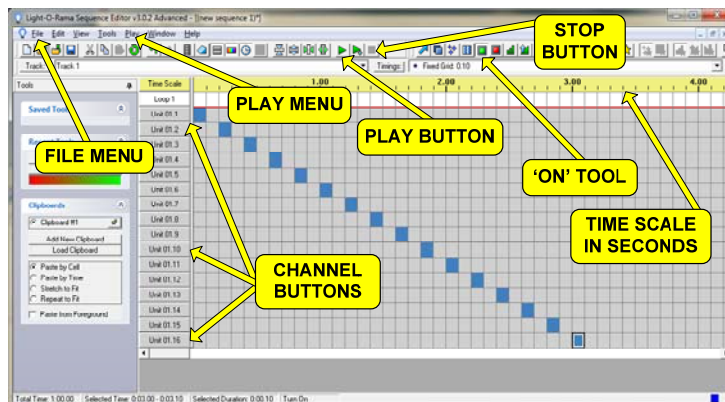 Light-O-Rama Sequence Editor v3.0.2 Advanced - [(new sequence 1)*]
File Edit View Tools Play Window Help
Track: Track 1
Timings: Fixed Grid: 0.10
Tools
Time Scale 1.00 2.00 3.00 4.0
Loop 1
Saved Tool
Unit 01.1
Unit 01.2
Unit 01.3
Unit 01.4
Unit 01.5
Unit 01.6
Unit 01.7
Unit 01.8
Unit 01.9
Unit 01.10
Unit 01.11
Unit 01.12
Unit 01.13
Unit 01.14
Unit 01.15
Unit 01.16
Clipboards
Clipboard #1
Add New Clipboard
Load Clipboard
Paste by Cell
Paste by Time
Stretch to Fit
Repeat to Fit
Paste from Foreground
STOP
BUTTON
PLAY MENU
PLAY BUTTON
FILE MENU
'ON' TOOL
TIME SCALE
IN SECONDS
CHANNEL
BUTTONS
Total Time: 1:00.00 Selected Time: 0:03.00 - 0:03.10 Selected Duration: 0:00.10 Turn On